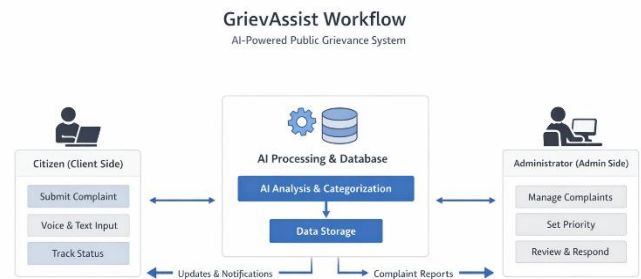 GrievAssist Workflow
AI-Powered Public Grievance System
Citizen (Client Side)
Submit Complaint
Voice & Text Input
Track Status
AI Processing & Database
AI Analysis & Categorization
Data Storage
Administrator (Admin Side)
Manage Complaints
Set Priority
Review & Respond
Updates & Notifications
Complaint Reports